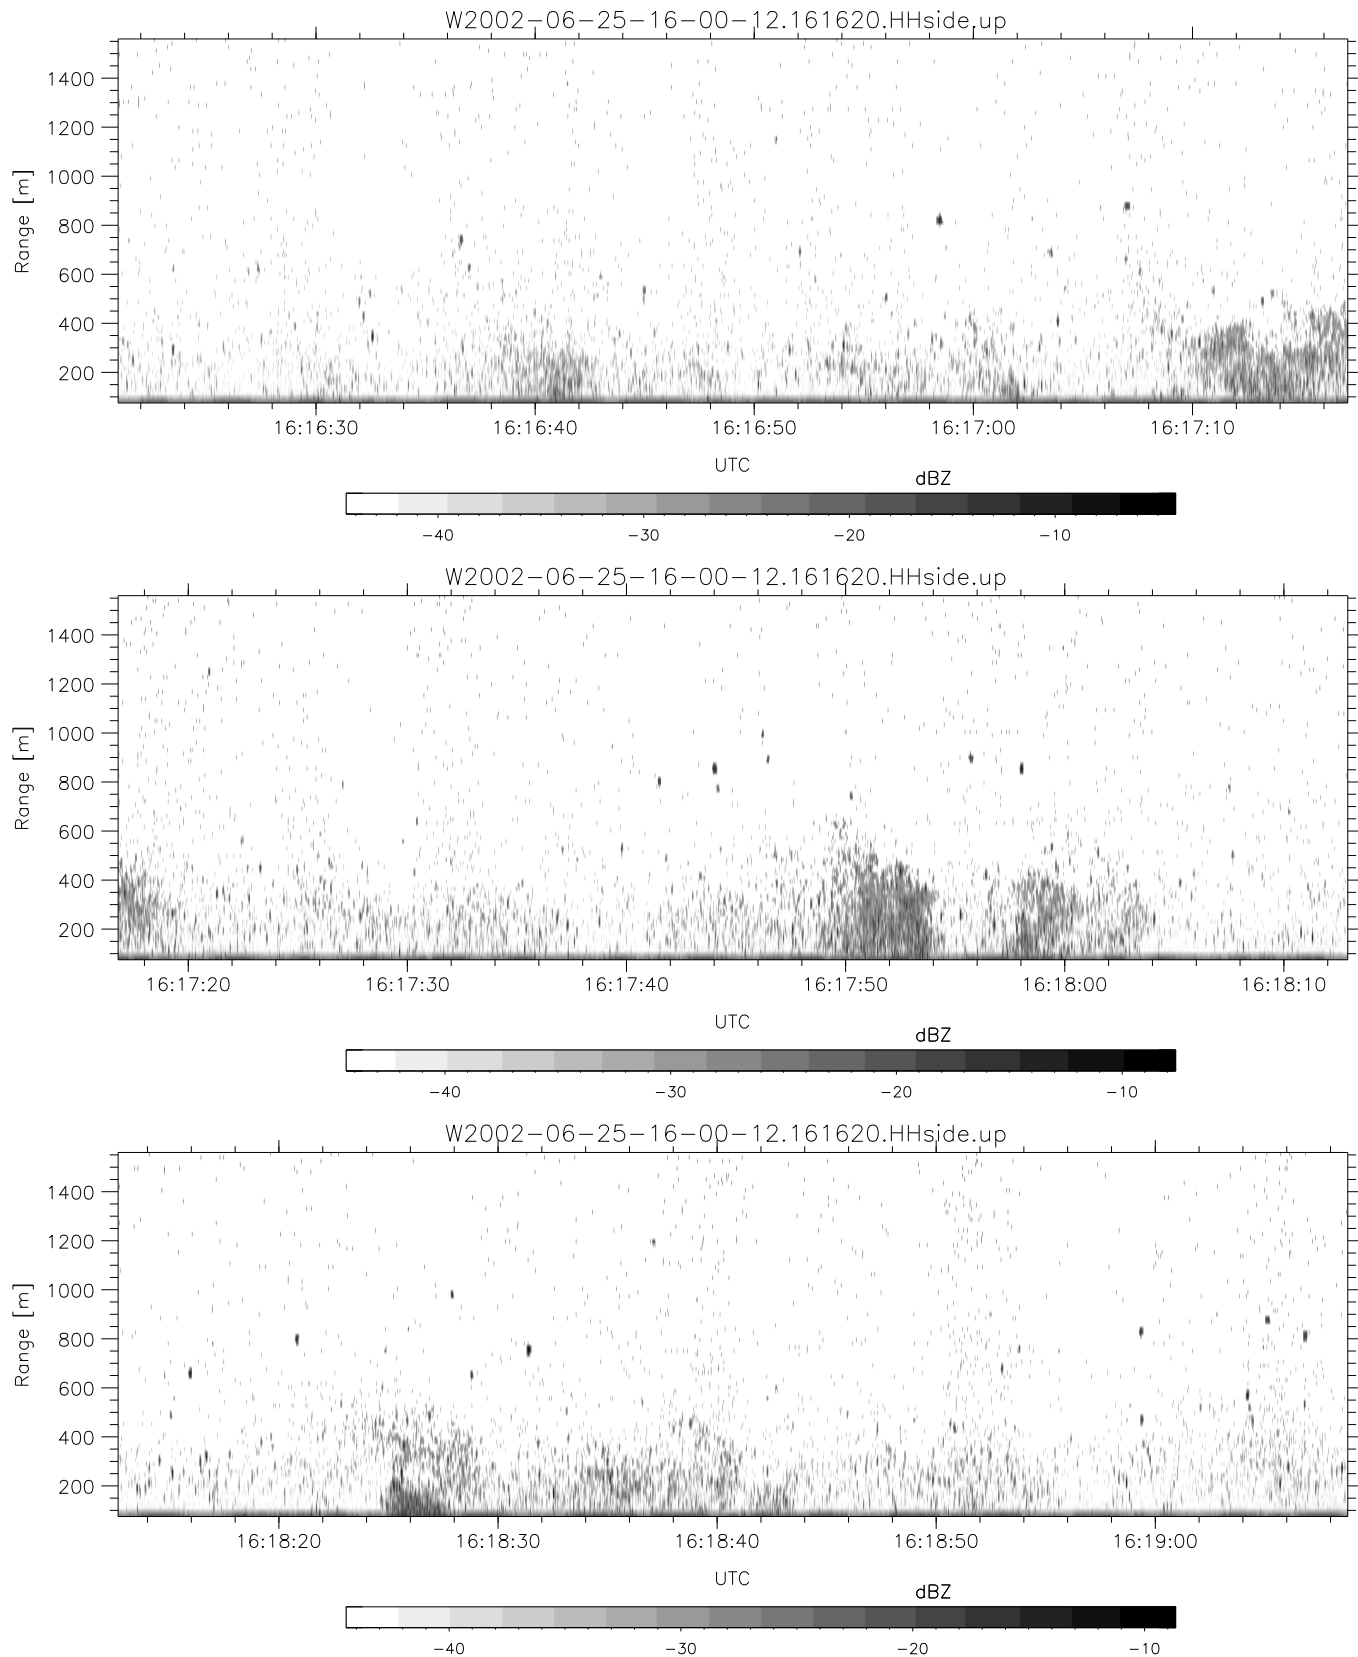 W2002-06-25-16-00-12.161620.HHside.up
1400
1200
1000
800
600
400
200
Range [m]
16:16:30 16:16:40 16:16:50 16:17:00 16:17:10
UTC
dBZ
-40 -30 -20 -10
W2002-06-25-16-00-12.161620.HHside.up
1400
1200
1000
800
600
400
200
Range [m]
16:17:20 16:17:30 16:17:40 16:17:50 16:18:00 16:18:10
UTC
dBZ
-40 -30 -20 -10
W2002-06-25-16-00-12.161620.HHside.up
1400
1200
1000
800
600
400
200
Range [m]
16:18:20 16:18:30 16:18:40 16:18:50 16:19:00
UTC
dBZ
-40 -30 -20 -10